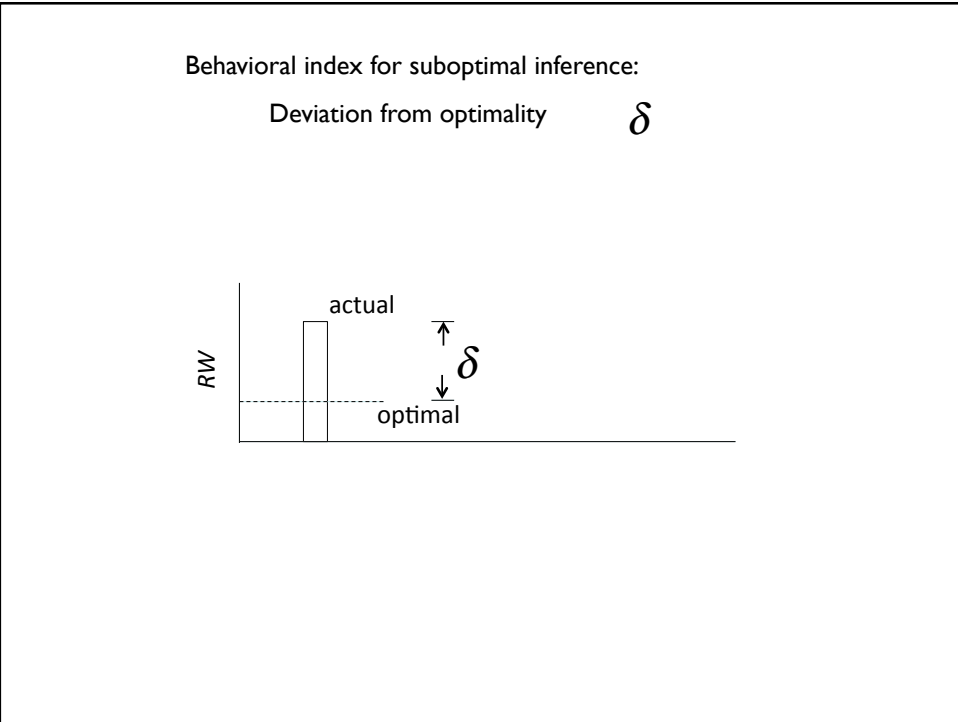 Behavioral index for suboptimal inference:
Deviation from optimality δ
actual
RW
δ
optimal